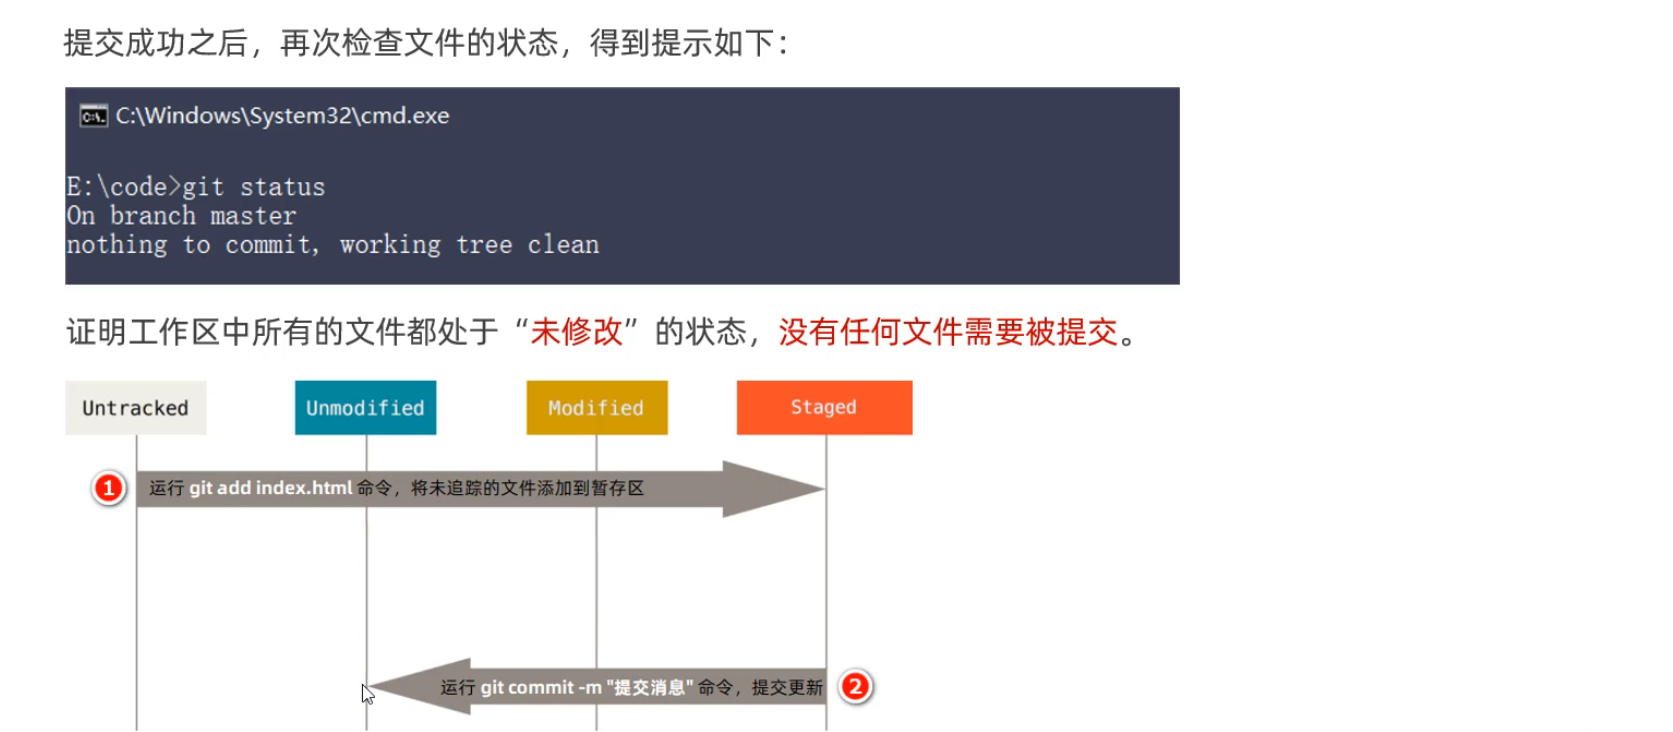 提交成功之后，再次检查文件的状态，得到提示如下：
C:\Windows\System32\cmd.exe
E:\code>git status
On branch master
nothing to commit, working tree clean
证明工作区中所有的文件都处于“未修改”的状态，没有任何文件需要被提交。
Untracked Unmodified Modified Staged
1 运行 git add index.html 命令，将未追踪的文件添加到暂存区
运行 git commit -m "提交消息" 命令，提交更新 2